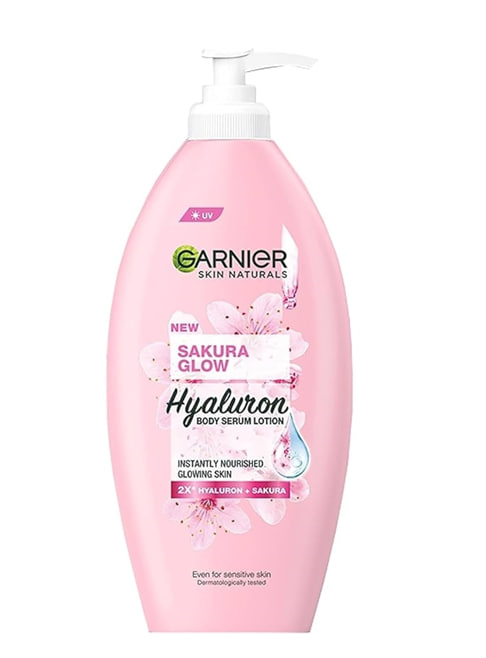 UV
GARNIER
SKIN NATURALS
NEW
SAKURA
GLOW
Hyaluron
BODY SERUM LOTION
INSTANTLY NOURISHED
GLOWING SKIN
2X* HYALURON + SAKURA
Even for sensitive skin
Dermatologically tested